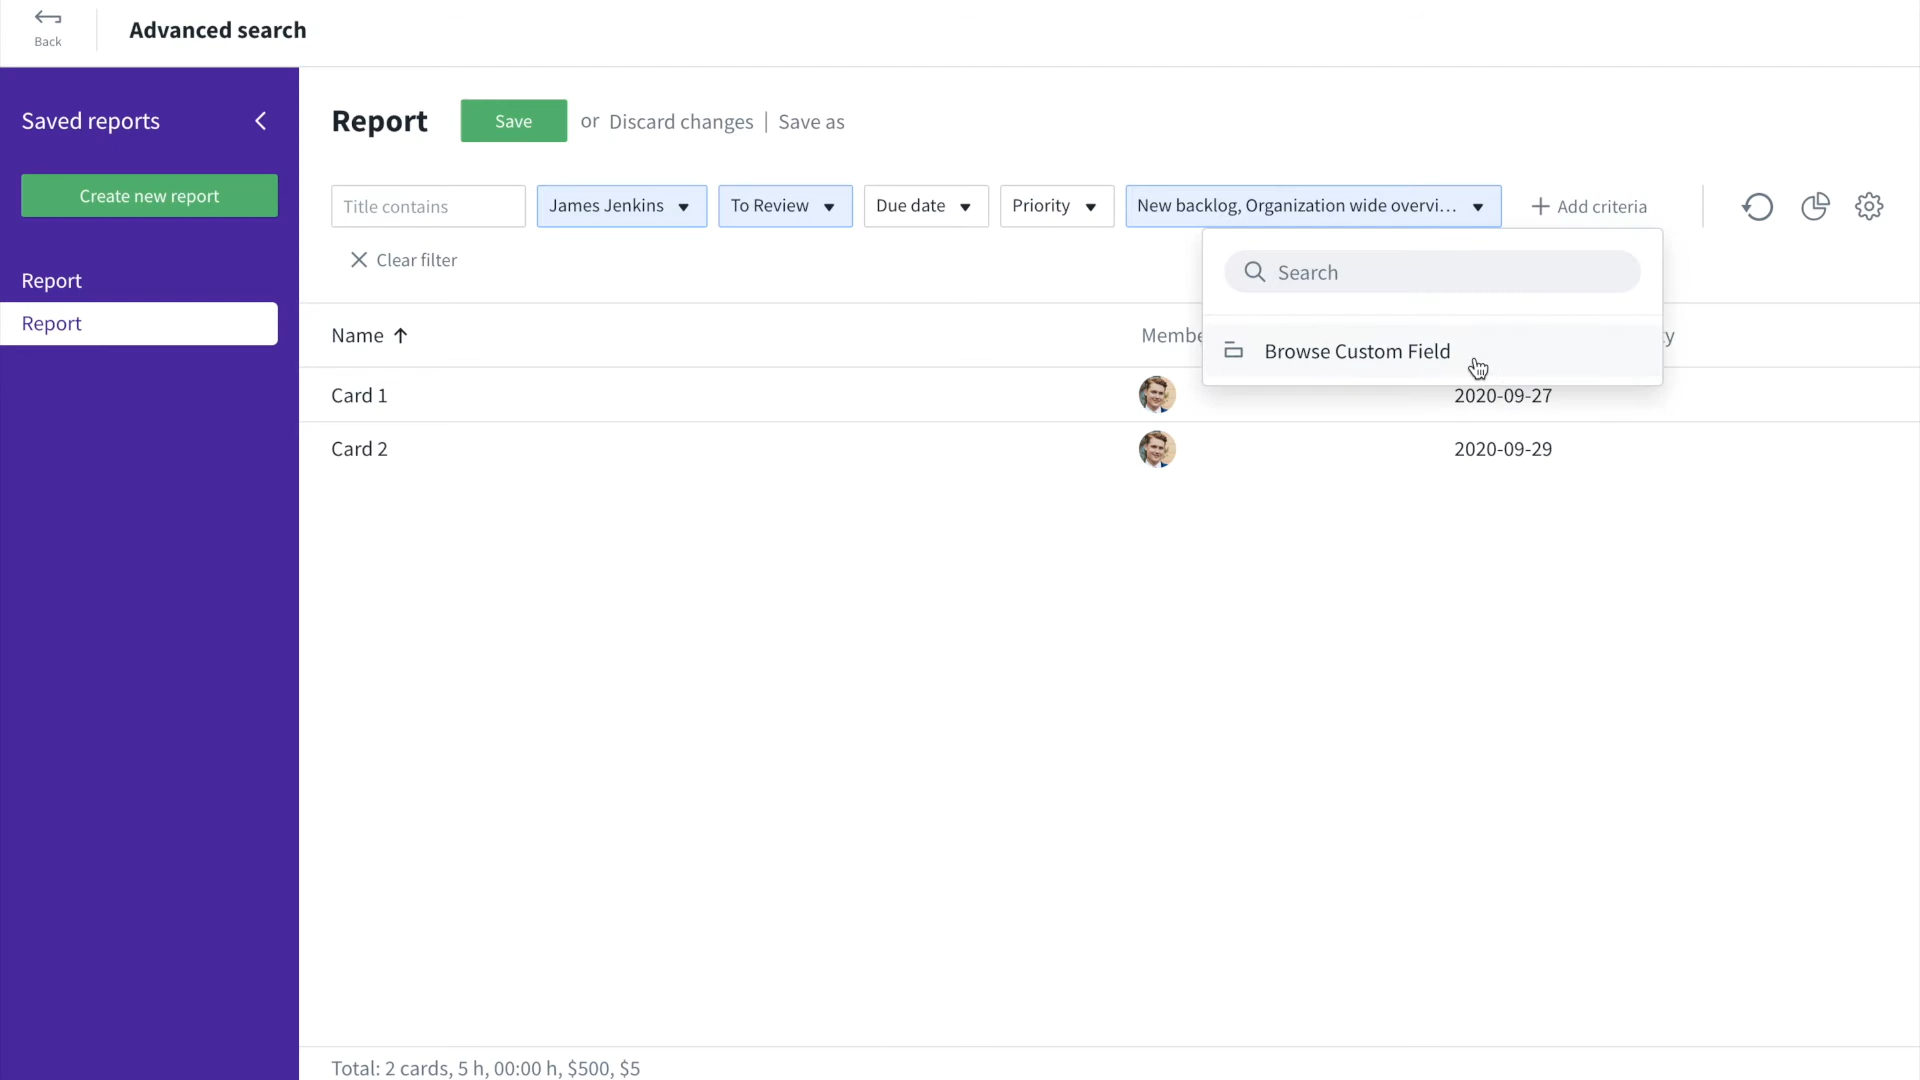 Back
Advanced search
Saved reports
Create new report
Report
Report
Report
Save
or Discard changes | Save as
Title contains
James Jenkins
To Review
Due date
Priority
New backlog, Organization wide overvi...
Add criteria
Clear filter
Search
Browse Custom Field
Name
Membe
y
Card 1
2020-09-27
Card 2
2020-09-29
Total: 2 cards, 5 h, 00:00 h, $500, $5